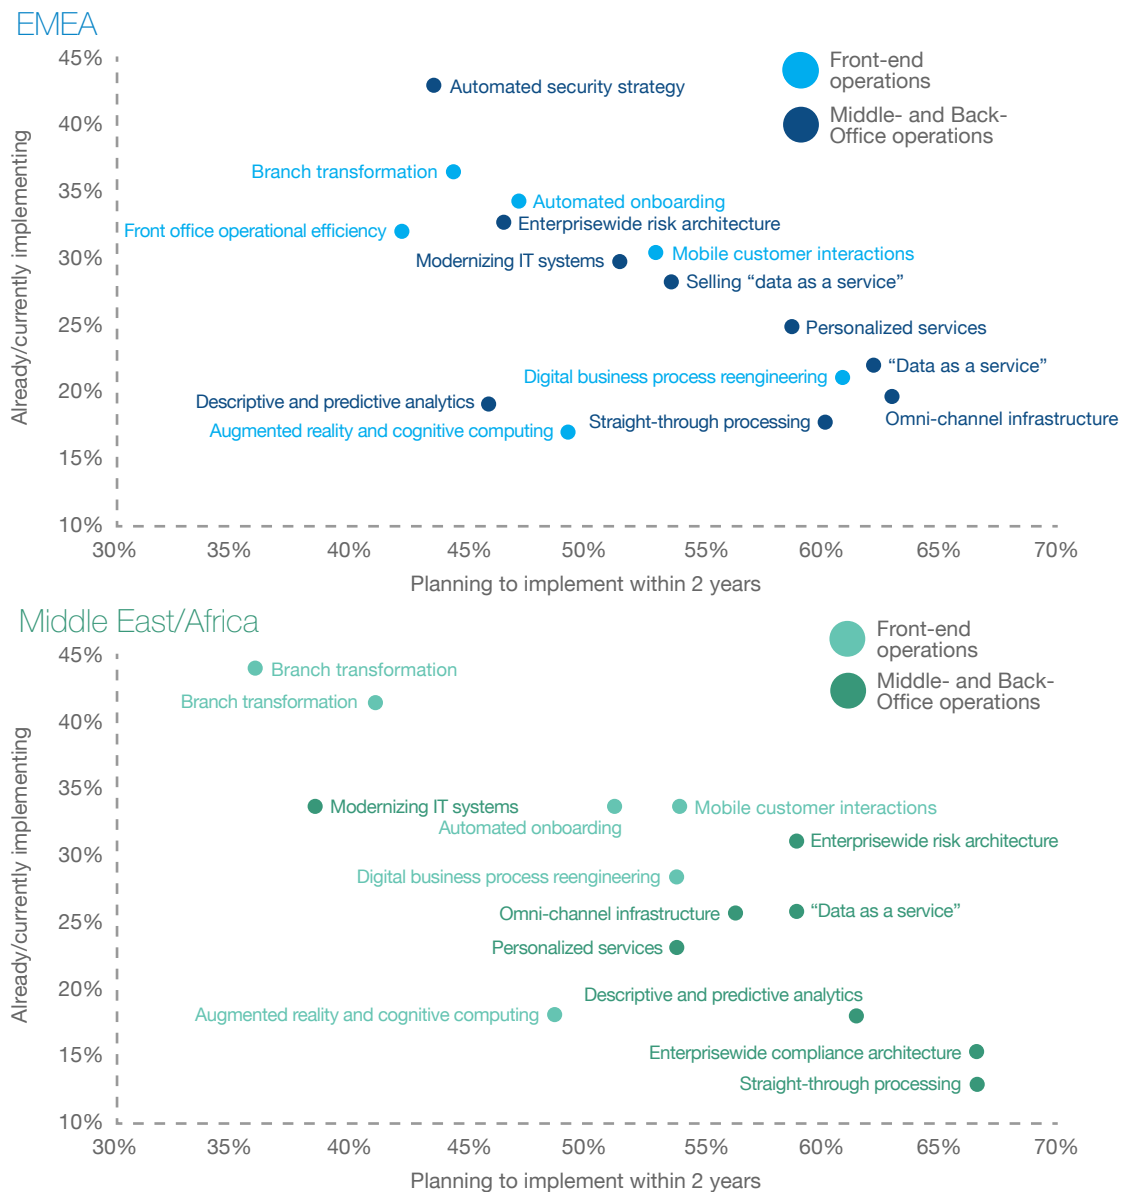 EMEA
45%
Front-end
operations
Automated security strategy
Middle- and Back-
Office operations
40%
Branch transformation
35%
Automated onboarding
Enterprisewide risk architecture
Front office operational efficiency
Mobile customer interactions
30%
Modernizing IT systems
Selling “data as a service”
25%
Personalized services
“Data as a service”
Digital business process reengineering
20%
Descriptive and predictive analytics
Omni-channel infrastructure
Straight-through processing
Augmented reality and cognitive computing
15%
10%
Already/currently implementing
30% 35% 40% 45% 50% 55% 60% 65% 70%
Planning to implement within 2 years
Middle East/Africa
Front-end
operations
45%
Branch transformation
Middle- and Back-
Office operations
Branch transformation
40%
35%
Modernizing IT systems
Mobile customer interactions
Automated onboarding
Enterprisewide risk architecture
30%
Digital business process reengineering
“Data as a service”
Omni-channel infrastructure
25%
Personalized services
20%
Descriptive and predictive analytics
Augmented reality and cognitive computing
15%
Enterprisewide compliance architecture
Straight-through processing
10%
Already/currently implementing
30% 35% 40% 45% 50% 55% 60% 65% 70%
Planning to implement within 2 years